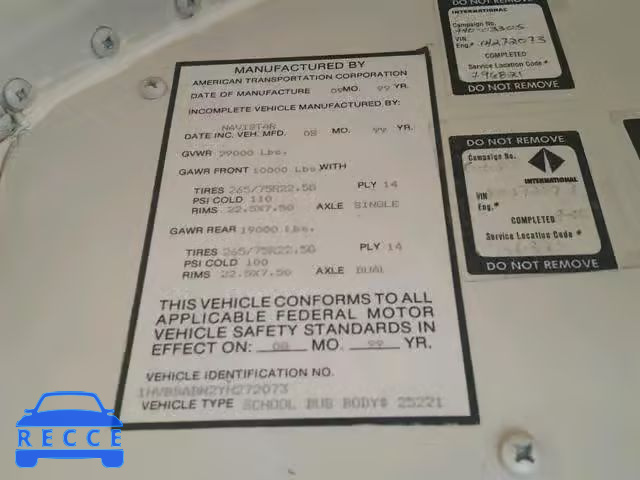 MANUFACTURED BY
AMERICAN TRANSPORTATION CORPORATION
DATE OF MANUFACTURE 09MO. 99 YR.
INCOMPLETE VEHICLE MANUFACTURED BY:
NAVISTAR
DATE INC. VEH. MFD. 08 MO. 99 YR.
GVWR 29000 Lbs.
GAWR FRONT 10000 Lbs WITH
TIRES 265/75R22.5G PLY 14
PSI COLD 110
RIMS 22.5X7.50 AXLE SINGLE
GAWR REAR 19000 Lbs.
TIRES 265/75R22.5G PLY 14
PSI COLD 100
RIMS 22.5X7.50 AXLE DUAL
THIS VEHICLE CONFORMS TO ALL
APPLICABLE FEDERAL MOTOR
VEHICLE SAFETY STANDARDS IN
EFFECT ON: 08 MO. 99 YR.
VEHICLE IDENTIFICATION NO.
1HVBBABN2YH272073
VEHICLE TYPE SCHOOL BUS BODY# 25221
DO NOT REMOVE
INTERNATIONAL
Campaign No.
VIN
Eng.* H272073
COMPLETED
Service Location Code *
79682J
DO NOT REMOVE
DO NOT REMOVE
Campaign No.
INTERNATIONAL
VIN
Eng.*
COMPLETED
Service Location Code *
DO NOT REMOVE
RECCE